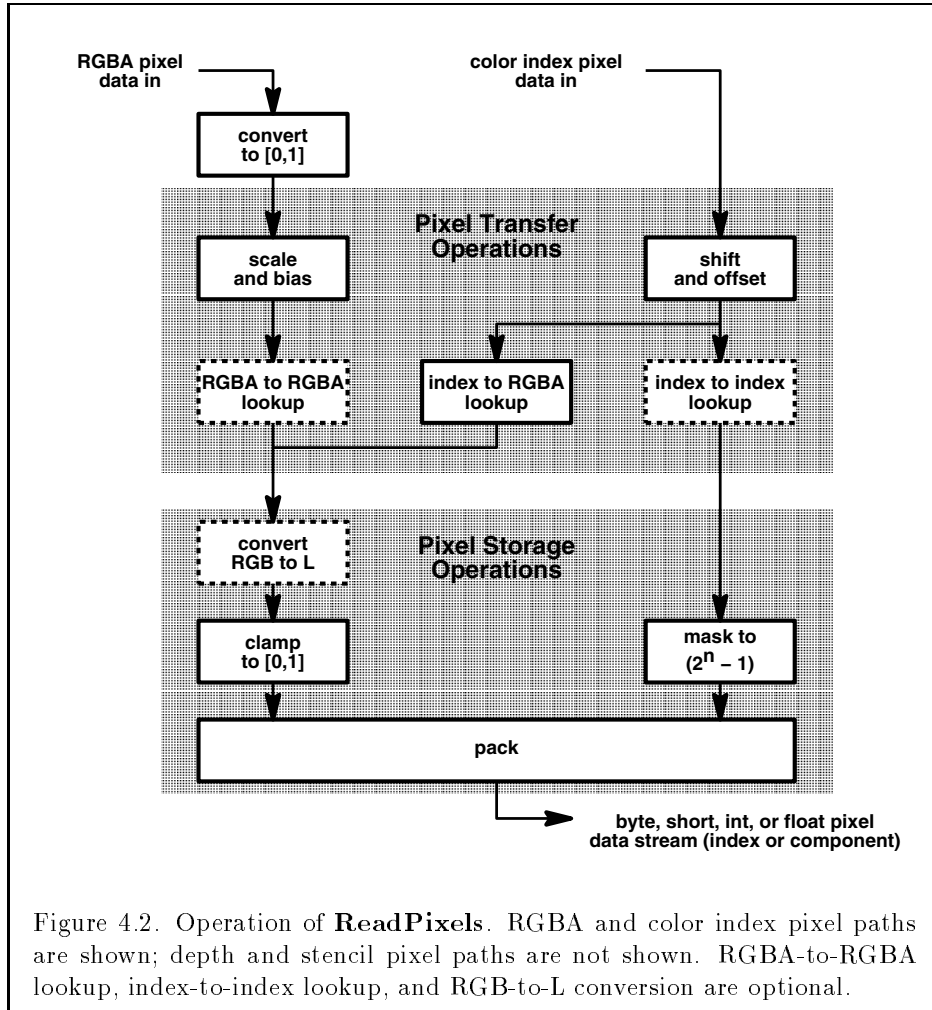 RGBA pixel
data in
color index pixel
data in
convert
to [0,1]
Pixel Transfer
Operations
scale
and bias
shift
and offset
RGBA to RGBA
lookup
index to RGBA
lookup
index to index
lookup
convert
RGB to L
Pixel Storage
Operations
clamp
to [0,1]
mask to
(2^n − 1)
pack
byte, short, int, or float pixel
data stream (index or component)
Figure 4.2. Operation of ReadPixels. RGBA and color index pixel paths
are shown; depth and stencil pixel paths are not shown. RGBA-to-RGBA
lookup, index-to-index lookup, and RGB-to-L conversion are optional.